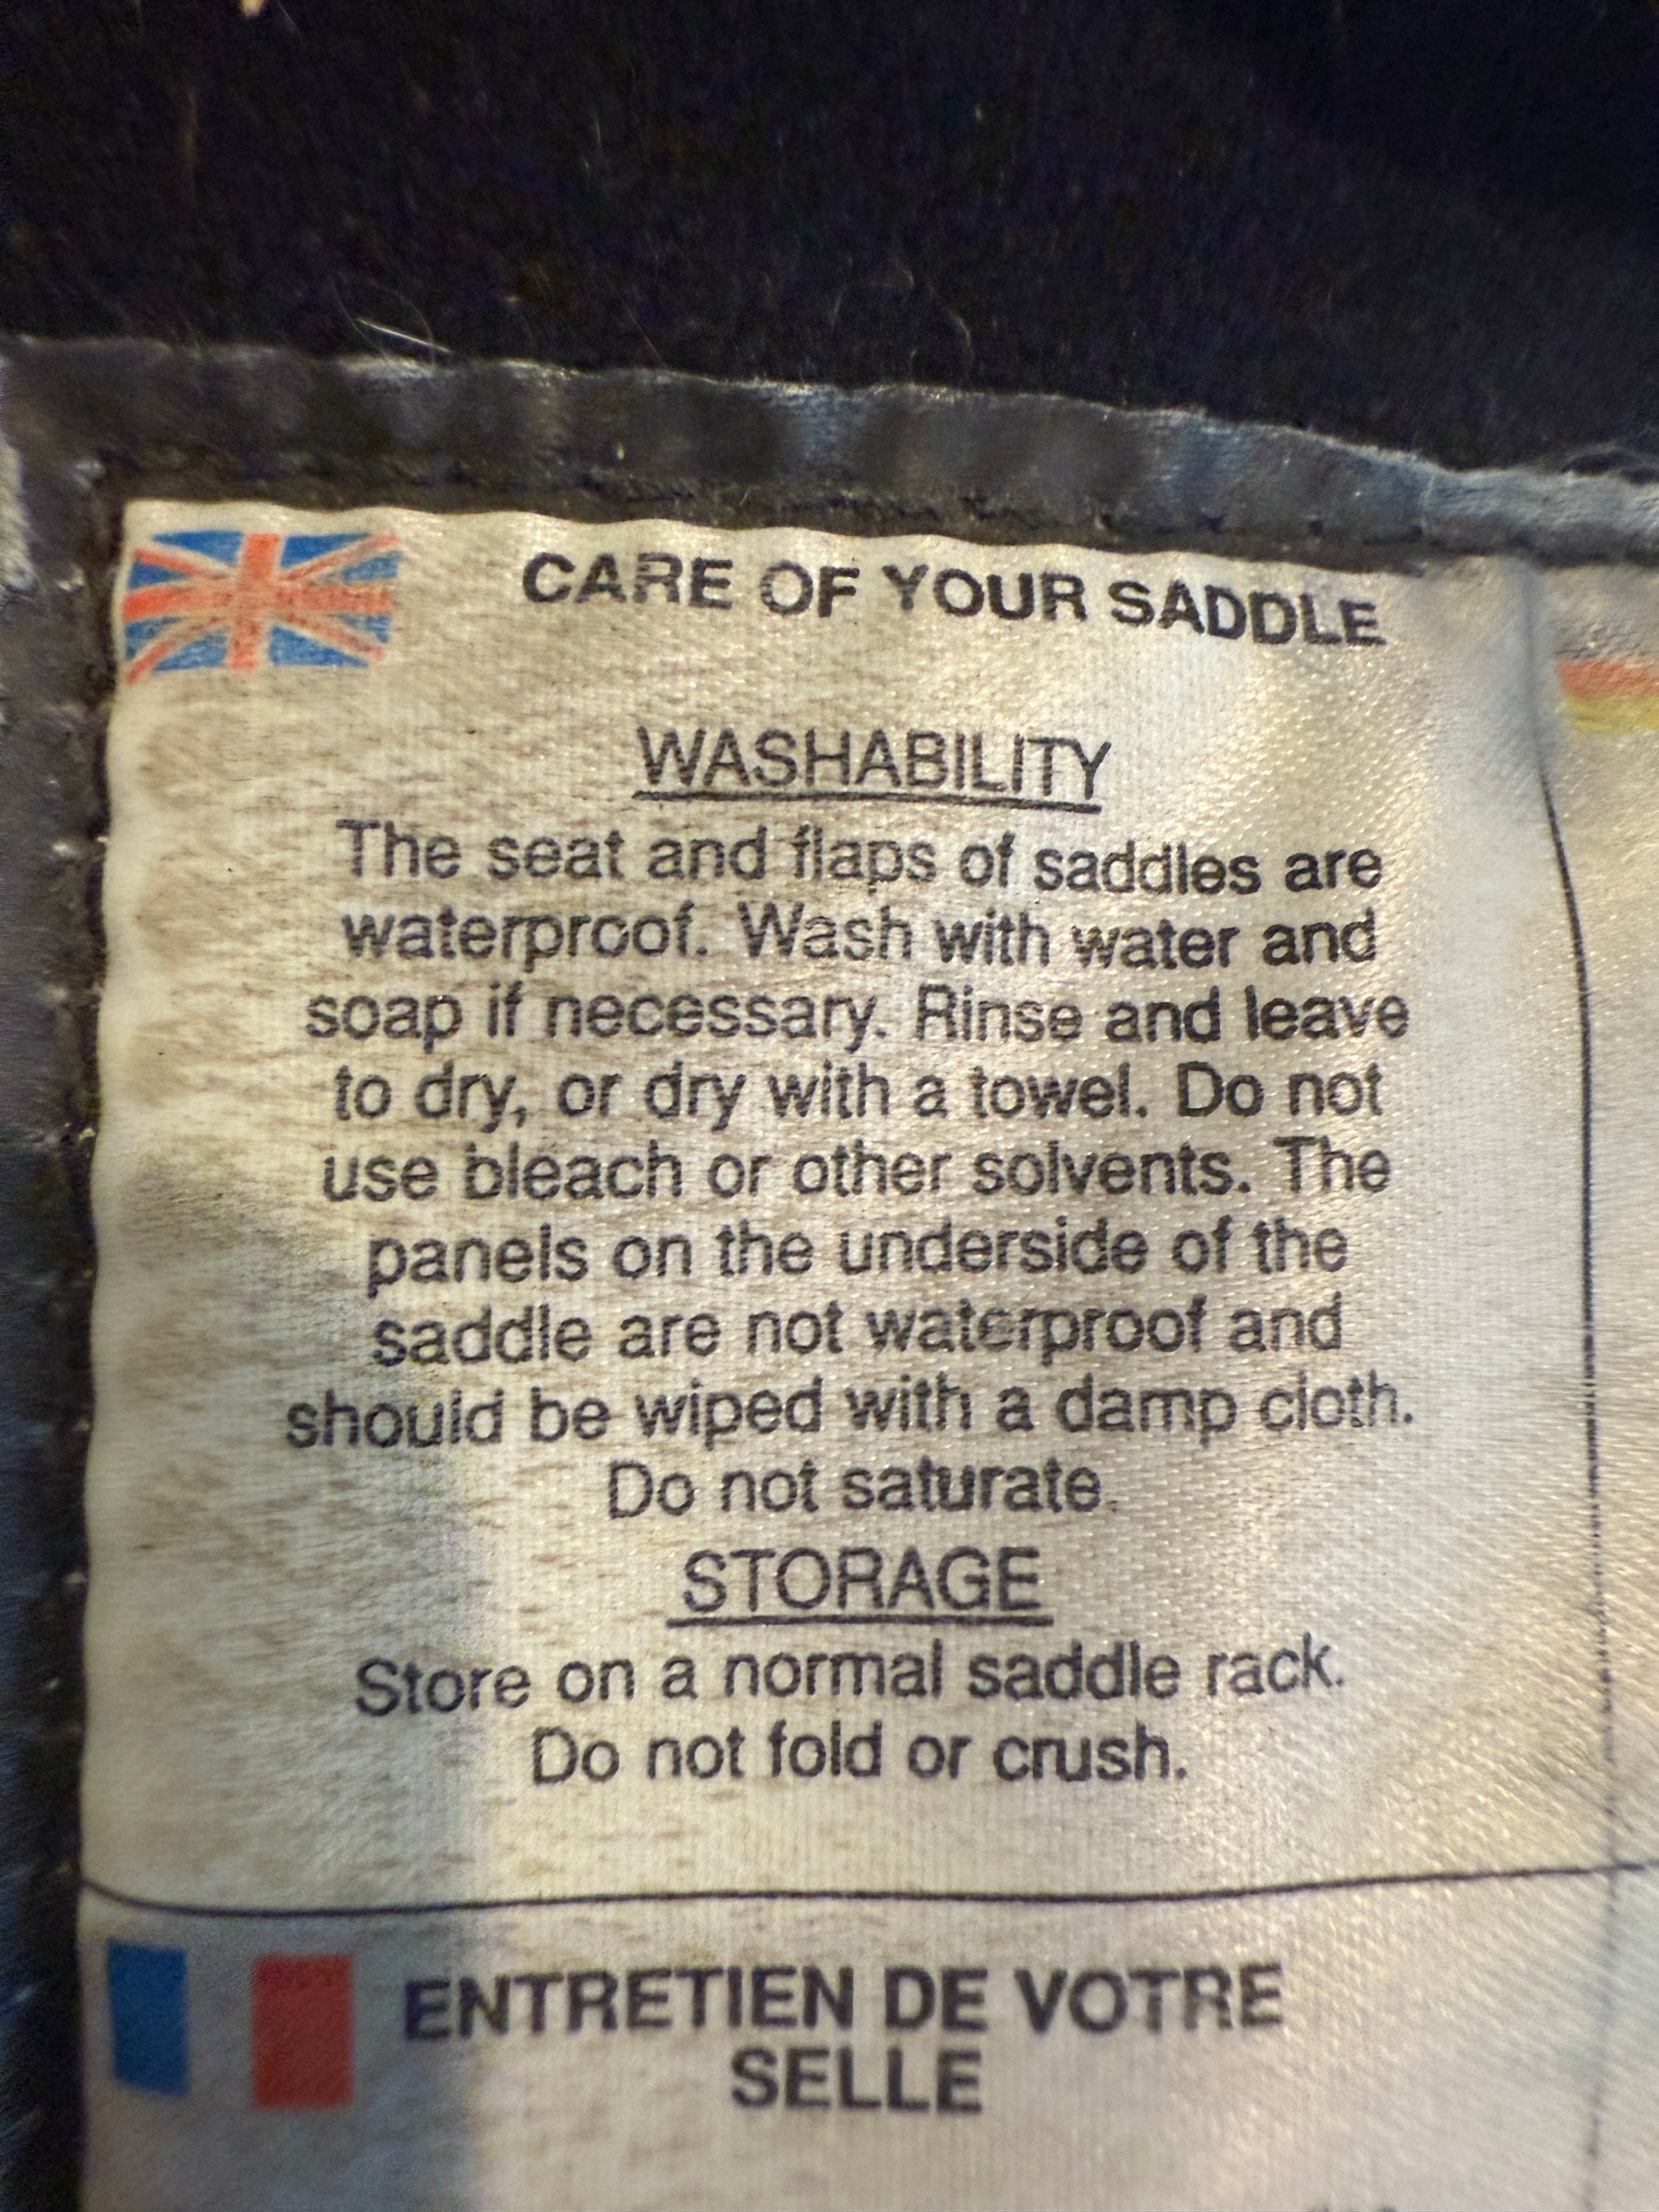 CARE OF YOUR SADDLE
WASHABILITY
The seat and flaps of saddles are
waterproof. Wash with water and
soap if necessary. Rinse and leave
to dry, or dry with a towel. Do not
use bleach or other solvents. The
panels on the underside of the
saddle are not waterproof and
should be wiped with a damp cloth.
Do not saturate.
STORAGE
Store on a normal saddle rack.
Do not fold or crush.
ENTRETIEN DE VOTRE
SELLE